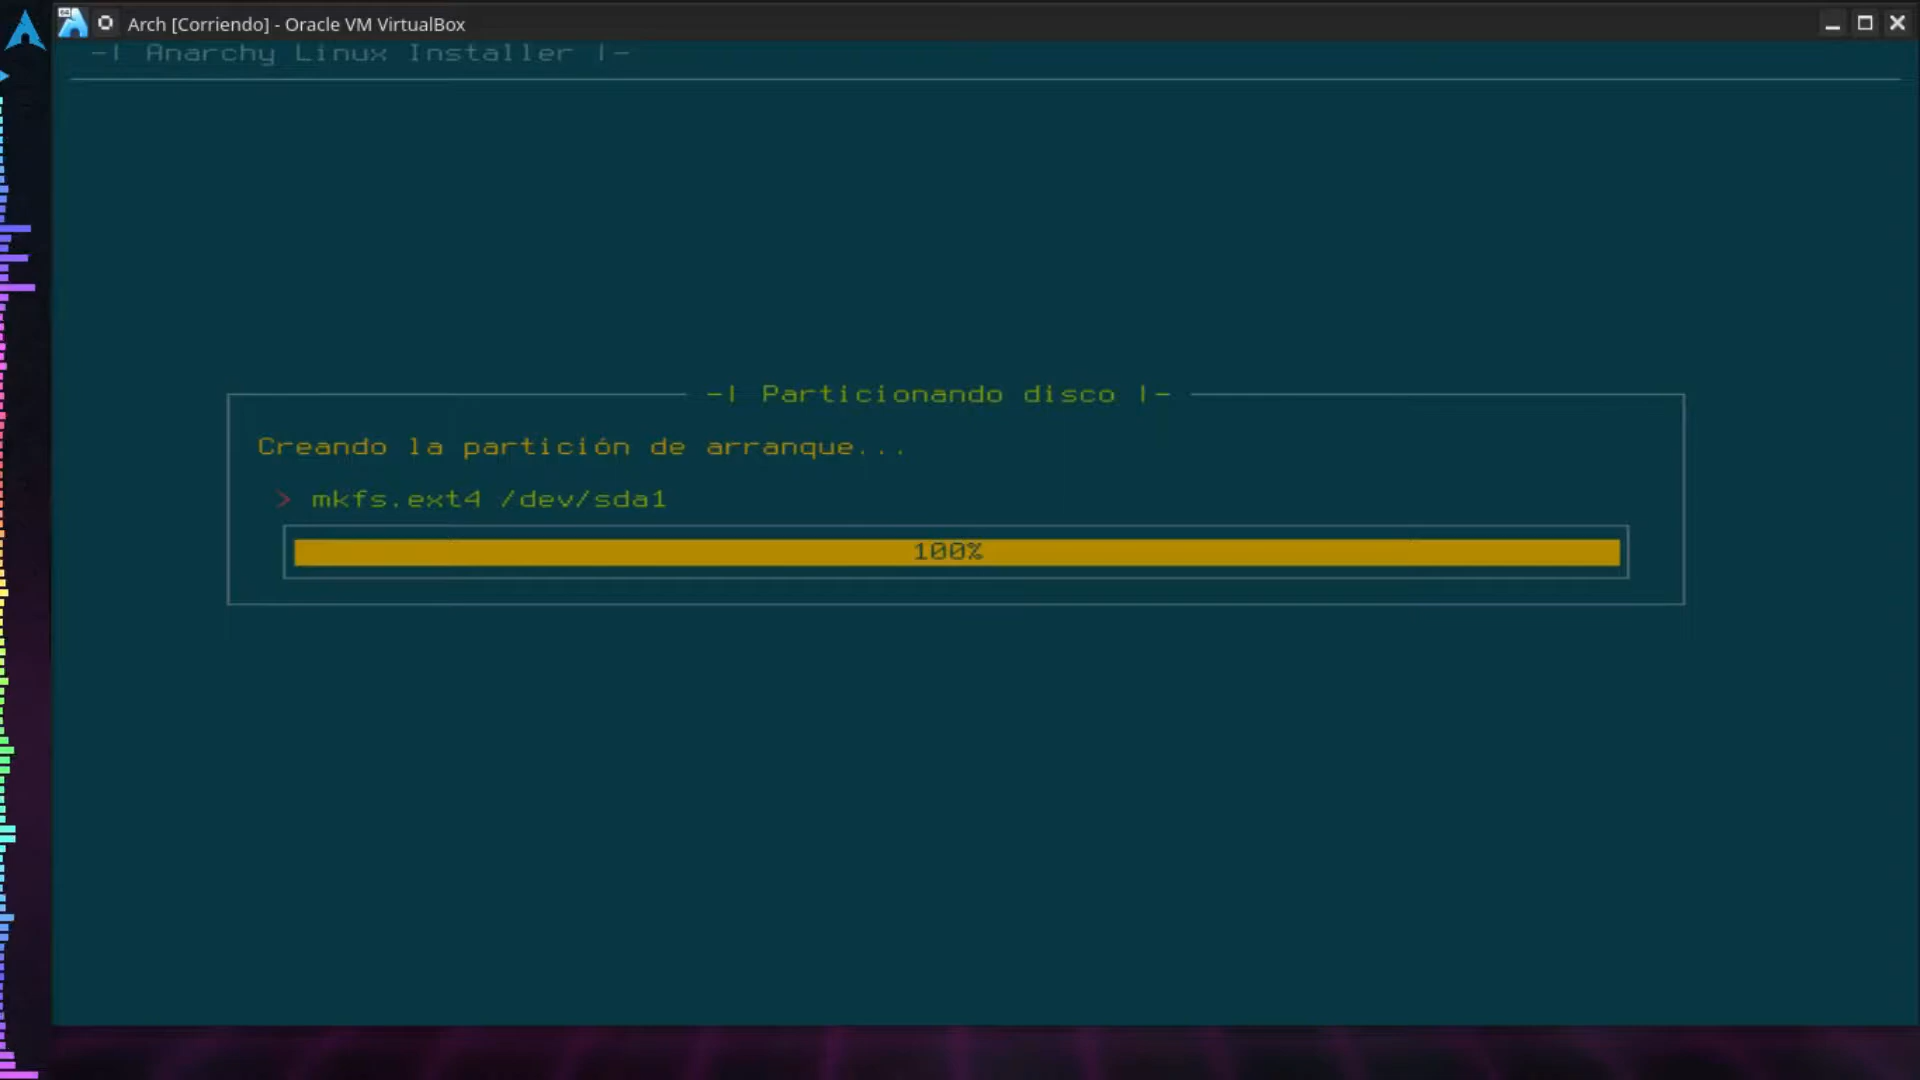 Arch [Corriendo] - Oracle VM VirtualBox
-| Anarchy Linux Installer |-
-| Particionando disco |-
Creando la partición de arranque...
> mkfs.ext4 /dev/sda1
100%